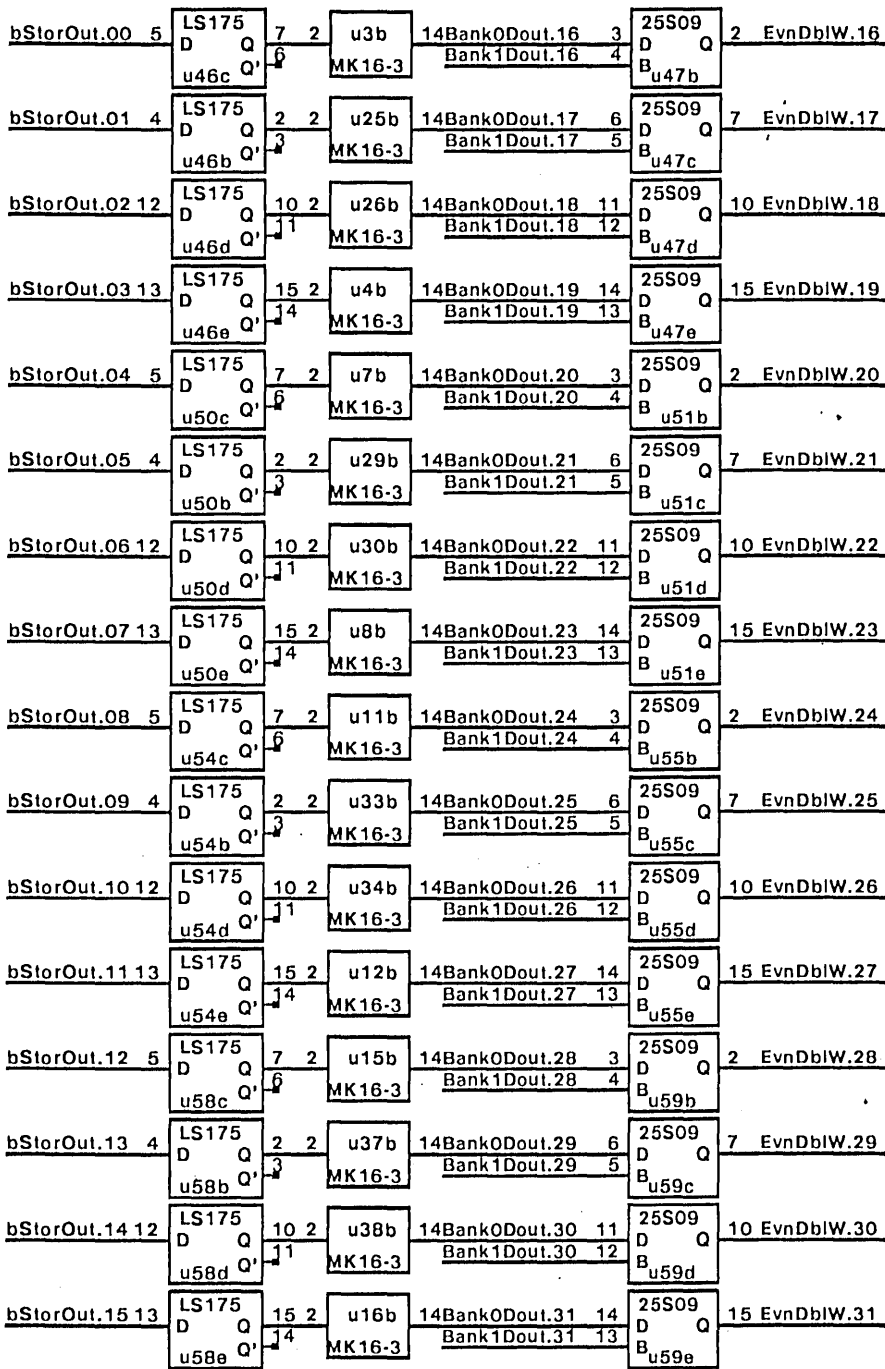 LS175 25S09
bStorOut.00 5 D Q 7 2 u3b 14Bank0Dout.16 3 D Q 2 EvnDblW.16
Q' 6 MK16-3 Bank1Dout.16 4 B
u46c u47b
LS175 25S09
bStorOut.01 4 D Q 2 2 u25b 14Bank0Dout.17 6 D Q 7 EvnDblW.17
Q' 3 MK16-3 Bank1Dout.17 5 B
u46b u47c
LS175 25S09
bStorOut.02 12 D Q 10 2 u26b 14Bank0Dout.18 11 D Q 10 EvnDblW.18
Q' 11 MK16-3 Bank1Dout.18 12 B
u46d u47d
LS175 25S09
bStorOut.03 13 D Q 15 2 u4b 14Bank0Dout.19 14 D Q 15 EvnDblW.19
Q' 14 MK16-3 Bank1Dout.19 13 B
u46e u47e
LS175 25S09
bStorOut.04 5 D Q 7 2 u7b 14Bank0Dout.20 3 D Q 2 EvnDblW.20
Q' 6 MK16-3 Bank1Dout.20 4 B
u50c u51b
LS175 25S09
bStorOut.05 4 D Q 2 2 u29b 14Bank0Dout.21 6 D Q 7 EvnDblW.21
Q' 3 MK16-3 Bank1Dout.21 5 B
u50b u51c
LS175 25S09
bStorOut.06 12 D Q 10 2 u30b 14Bank0Dout.22 11 D Q 10 EvnDblW.22
Q' 11 MK16-3 Bank1Dout.22 12 B
u50d u51d
LS175 25S09
bStorOut.07 13 D Q 15 2 u8b 14Bank0Dout.23 14 D Q 15 EvnDblW.23
Q' 14 MK16-3 Bank1Dout.23 13 B
u50e u51e
LS175 25S09
bStorOut.08 5 D Q 7 2 u11b 14Bank0Dout.24 3 D Q 2 EvnDblW.24
Q' 6 MK16-3 Bank1Dout.24 4 B
u54c u55b
LS175 25S09
bStorOut.09 4 D Q 2 2 u33b 14Bank0Dout.25 6 D Q 7 EvnDblW.25
Q' 3 MK16-3 Bank1Dout.25 5 B
u54b u55c
LS175 25S09
bStorOut.10 12 D Q 10 2 u34b 14Bank0Dout.26 11 D Q 10 EvnDblW.26
Q' 11 MK16-3 Bank1Dout.26 12 B
u54d u55d
LS175 25S09
bStorOut.11 13 D Q 15 2 u12b 14Bank0Dout.27 14 D Q 15 EvnDblW.27
Q' 14 MK16-3 Bank1Dout.27 13 B
u54e u55e
LS175 25S09
bStorOut.12 5 D Q 7 2 u15b 14Bank0Dout.28 3 D Q 2 EvnDblW.28
Q' 6 MK16-3 Bank1Dout.28 4 B
u58c u59b
LS175 25S09
bStorOut.13 4 D Q 2 2 u37b 14Bank0Dout.29 6 D Q 7 EvnDblW.29
Q' 3 MK16-3 Bank1Dout.29 5 B
u58b u59c
LS175 25S09
bStorOut.14 12 D Q 10 2 u38b 14Bank0Dout.30 11 D Q 10 EvnDblW.30
Q' 11 MK16-3 Bank1Dout.30 12 B
u58d u59d
LS175 25S09
bStorOut.15 13 D Q 15 2 u16b 14Bank0Dout.31 14 D Q 15 EvnDblW.31
Q' 14 MK16-3 Bank1Dout.31 13 B
u58e u59e